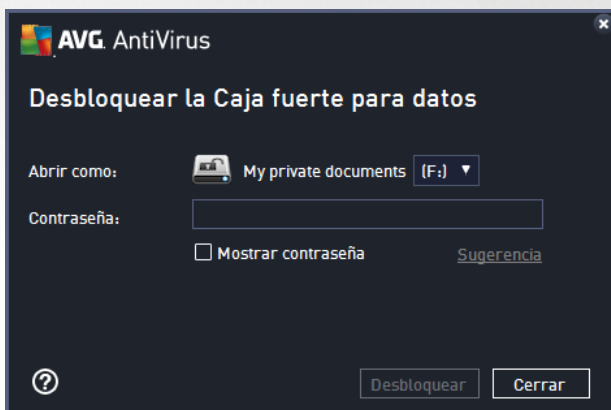 AVG. AntiVirus
Desbloquear la Caja fuerte para datos
Abrir como: My private documents (F:)
Contraseña:
Mostrar contraseña Sugerencia
? Desbloquear Cerrar